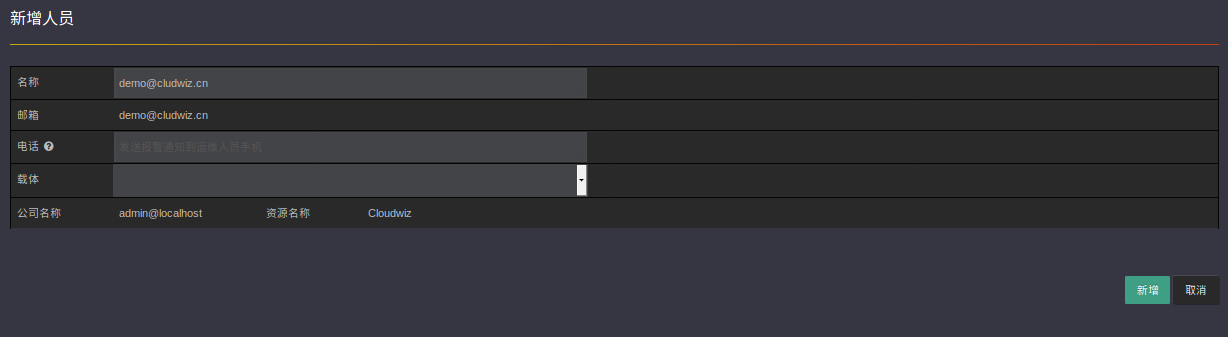 新增人员
名称 demo@cludwiz.cn
邮箱 demo@cludwiz.cn
电话 发送报警通知到运维人员手机
载体
公司名称 admin@localhost 资源名称 Cloudwiz
新增 取消